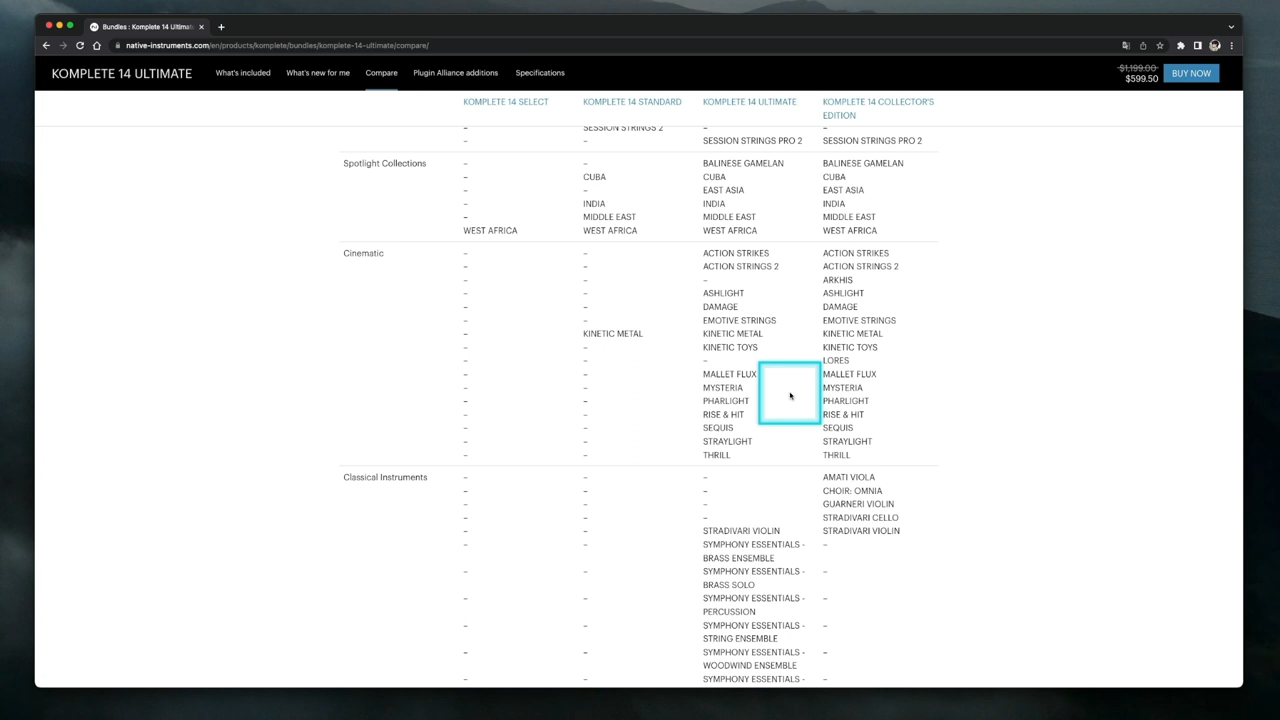 Bundles : Komplete 14 Ultimat
native-instruments.com/en/products/komplete/bundles/komplete-14-ultimate/compare/
KOMPLETE 14 ULTIMATE What's included What's new for me Compare Plugin Alliance additions Specifications $1,199.00 BUY NOW
$599.50
KOMPLETE 14 SELECT KOMPLETE 14 STANDARD KOMPLETE 14 ULTIMATE KOMPLETE 14 COLLECTOR'S
EDITION
– SESSION STRINGS 2 – –
– – SESSION STRINGS PRO 2 SESSION STRINGS PRO 2
Spotlight Collections – – BALINESE GAMELAN BALINESE GAMELAN
– CUBA CUBA CUBA
– – EAST ASIA EAST ASIA
– INDIA INDIA INDIA
– MIDDLE EAST MIDDLE EAST MIDDLE EAST
WEST AFRICA WEST AFRICA WEST AFRICA WEST AFRICA
Cinematic – – ACTION STRIKES ACTION STRIKES
– – ACTION STRINGS 2 ACTION STRINGS 2
– – – ARKHIS
– – ASHLIGHT ASHLIGHT
– – DAMAGE DAMAGE
– – EMOTIVE STRINGS EMOTIVE STRINGS
– KINETIC METAL KINETIC METAL KINETIC METAL
– – KINETIC TOYS KINETIC TOYS
– – – LORES
– – MALLET FLUX MALLET FLUX
– – MYSTERIA MYSTERIA
– – PHARLIGHT PHARLIGHT
– – RISE & HIT RISE & HIT
– – SEQUIS SEQUIS
– – STRAYLIGHT STRAYLIGHT
– – THRILL THRILL
Classical Instruments – – – AMATI VIOLA
– – – CHOIR: OMNIA
– – – GUARNERI VIOLIN
– – – STRADIVARI CELLO
– – STRADIVARI VIOLIN STRADIVARI VIOLIN
– – SYMPHONY ESSENTIALS - –
BRASS ENSEMBLE
– – SYMPHONY ESSENTIALS - –
BRASS SOLO
– – SYMPHONY ESSENTIALS - –
PERCUSSION
– – SYMPHONY ESSENTIALS - –
STRING ENSEMBLE
– – SYMPHONY ESSENTIALS - –
WOODWIND ENSEMBLE
– – SYMPHONY ESSENTIALS - –